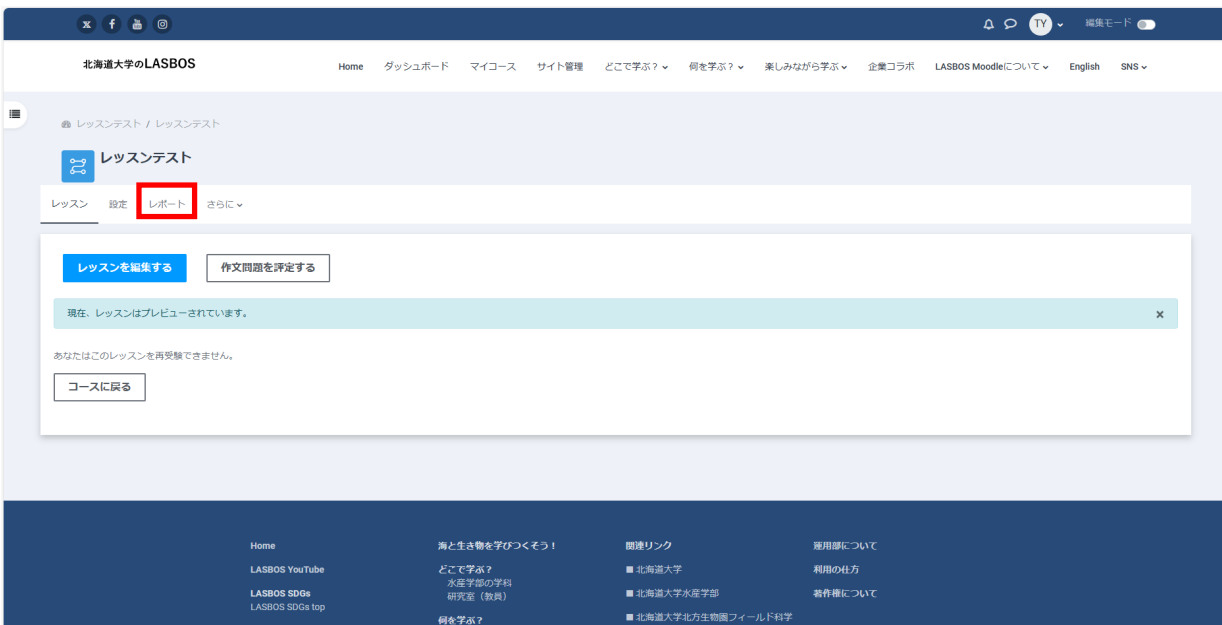 TY 編集モード
北海道大学のLASBOS Home ダッシュボード マイコース サイト管理 どこで学ぶ? 何を学ぶ? 楽しみながら学ぶ 企業コラボ LASBOS Moodleについて English SNS
レッスンテスト / レッスンテスト
レッスンテスト
レッスン 設定 レポート さらに
レッスンを編集する 作文問題を評定する
現在、レッスンはプレビューされています。 ×
あなたはこのレッスンを再受験できません。
コースに戻る
Home
LASBOS YouTube
LASBOS SDGs
LASBOS SDGs top
海と生き物を学びつくそう!
どこで学ぶ?
水産学部の学科
研究室(教員)
何を学ぶ?
関連リンク
■ 北海道大学
■ 北海道大学水産学部
■ 北海道大学北方生物圏フィールド科学
運用部について
利用の仕方
著作権について